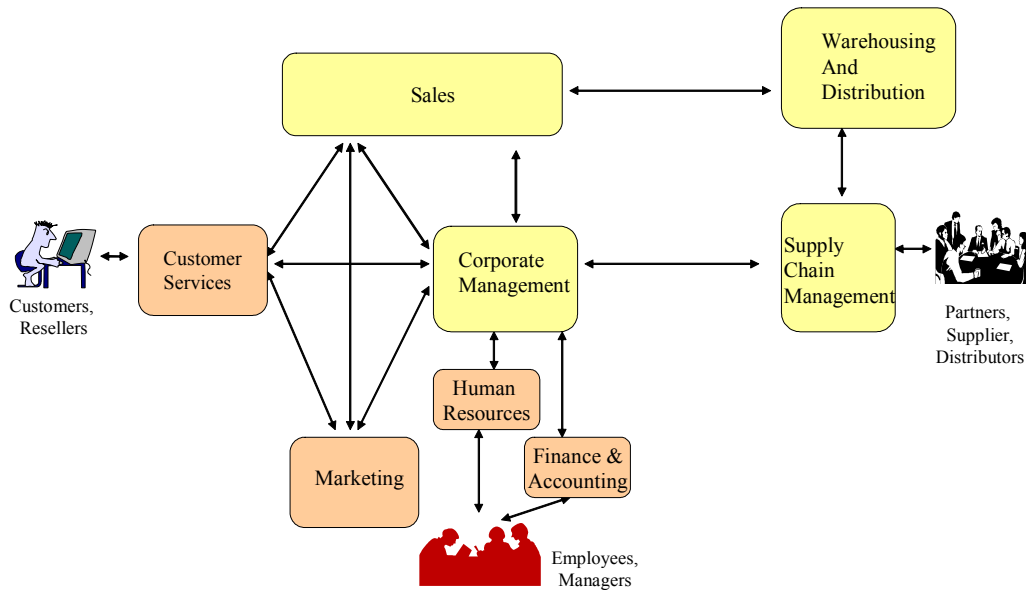 Warehousing
And
Distribution
Sales
Customer
Services
Corporate
Management
Supply
Chain
Management
Customers,
Resellers
Partners,
Supplier,
Distributors
Human
Resources
Marketing
Finance &
Accounting
Employees,
Managers